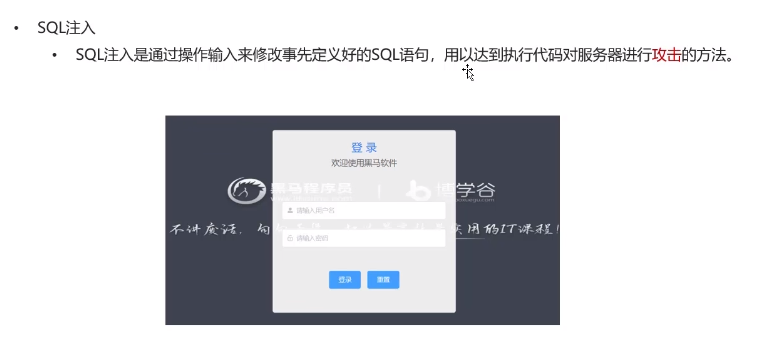 • SQL注入
• SQL注入是通过操作输入来修改事先定义好的SQL语句，用以达到执行代码对服务器进行攻击的方法。
登 录
欢迎使用黑马软件
黑马程序员
博学谷
请输入用户名
不讲废话，句句
实用的IT课程！
请输入密码
登录 重置